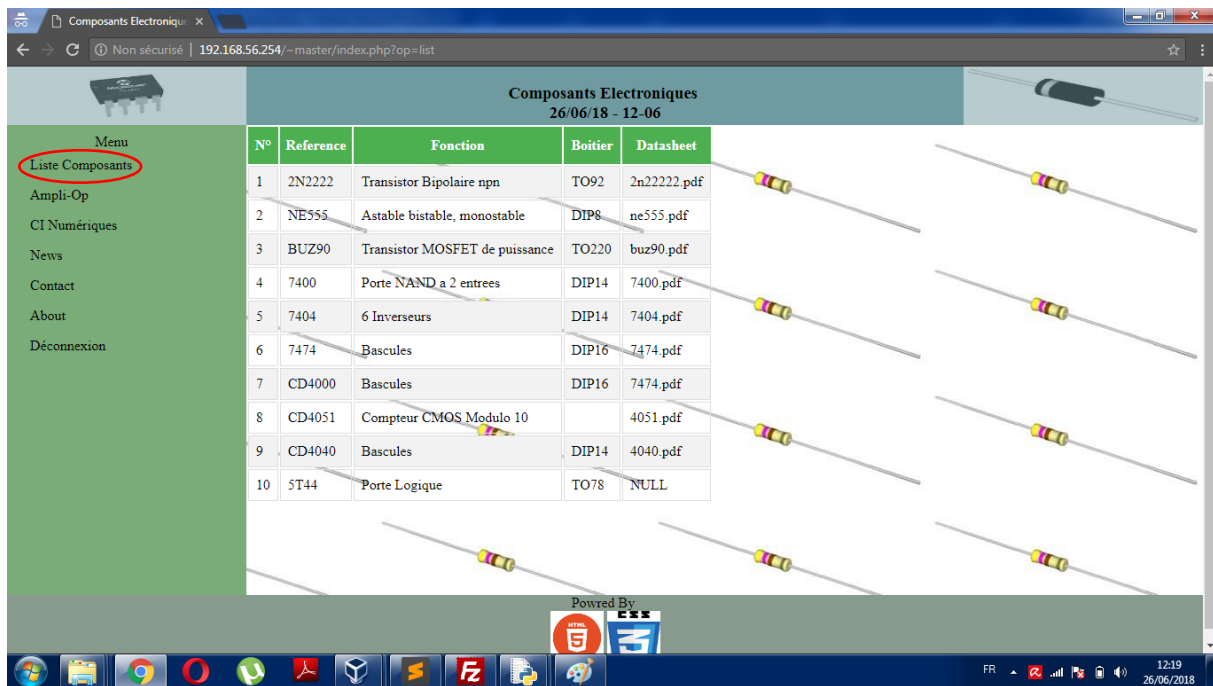 Composants Electroniqu
Non sécurisé | 192.168.56.254/~master/index.php?op=list
Composants Electroniques
26/06/18 - 12-06
Menu
Liste Composants
Ampli-Op
CI Numériques
News
Contact
About
Déconnexion
N° Reference Fonction Boitier Datasheet
1 2N2222 Transistor Bipolaire npn TO92 2n22222.pdf
2 NE555 Astable bistable, monostable DIP8 ne555.pdf
3 BUZ90 Transistor MOSFET de puissance TO220 buz90.pdf
4 7400 Porte NAND a 2 entrees DIP14 7400.pdf
5 7404 6 Inverseurs DIP14 7404.pdf
6 7474 Bascules DIP16 7474.pdf
7 CD4000 Bascules DIP16 7474.pdf
8 CD4051 Compteur CMOS Modulo 10 4051.pdf
9 CD4040 Bascules DIP14 4040.pdf
10 5T44 Porte Logique TO78 NULL
Powred By
HTML
5
CSS
FZ
FR
12:19
26/06/2018